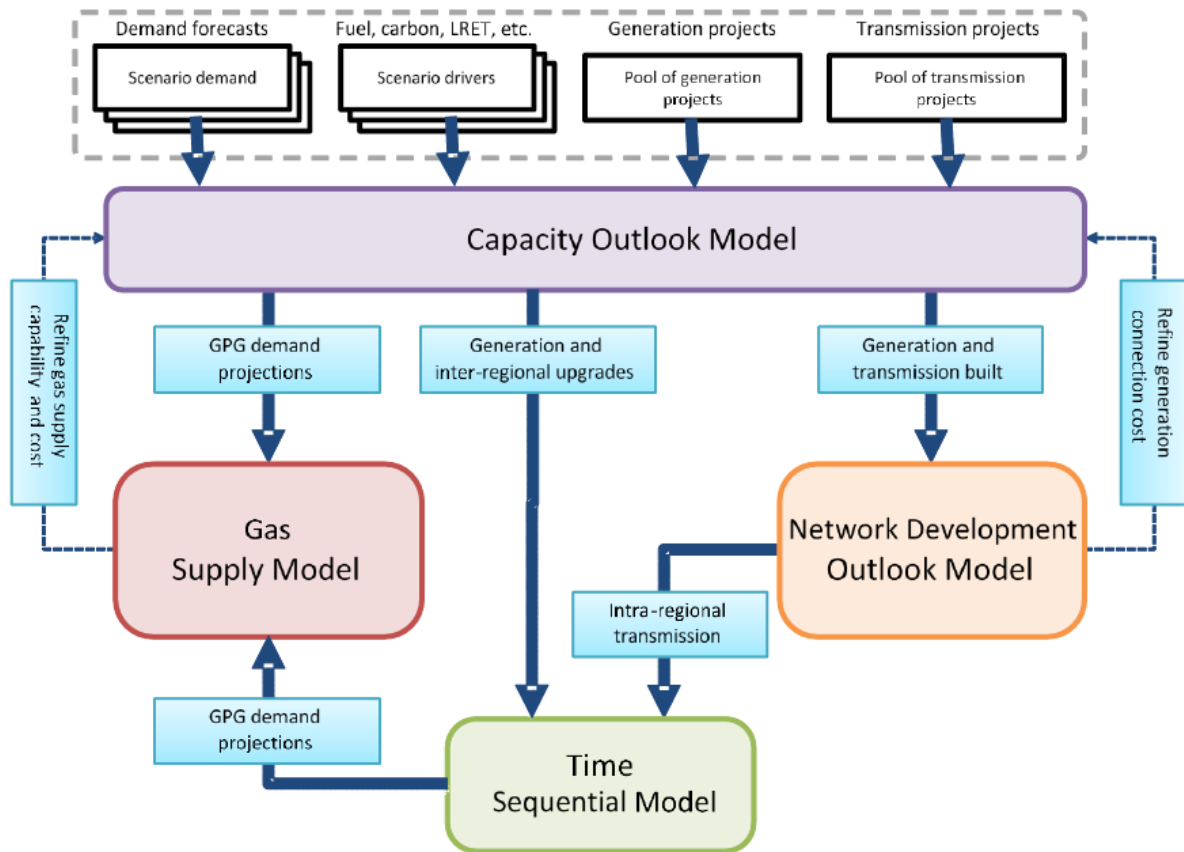 Demand forecasts
Fuel, carbon, LRET, etc.
Generation projects
Transmission projects
Scenario demand
Scenario drivers
Pool of generation
projects
Pool of transmission
projects
Capacity Outlook Model
Refine gas supply
capability and cost
GPG demand
projections
Generation and
inter-regional upgrades
Generation and
transmission built
Refine generation
connection cost
Gas
Supply Model
Network Development
Outlook Model
Intra-regional
transmission
GPG demand
projections
Time
Sequential Model